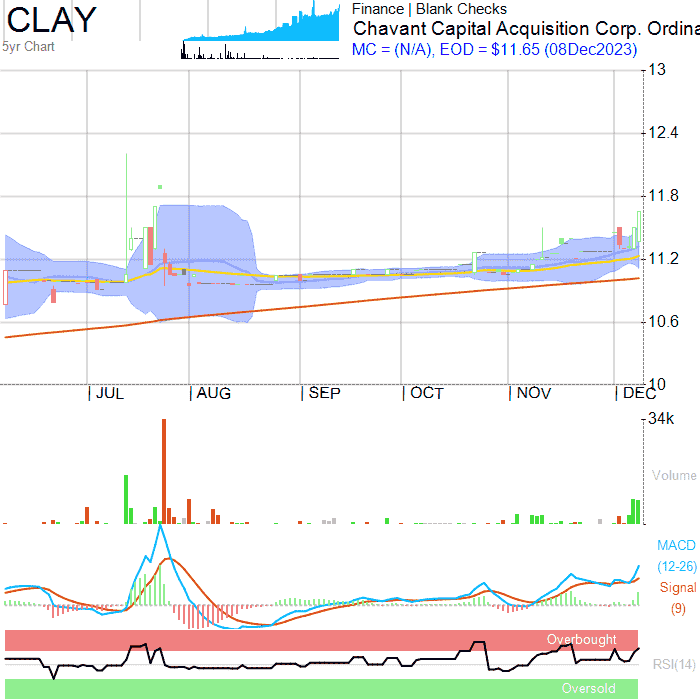 CLAY
5yr Chart
Finance | Blank Checks
Chavant Capital Acquisition Corp. Ordina
MC = (N/A), EOD = $11.65 (08Dec2023)
13
12.4
11.8
11.2
10.6
10
JUL AUG SEP OCT NOV DEC
34k
Volume
MACD
(12-26)
Signal
(9)
Overbought
RSI(14)
Oversold